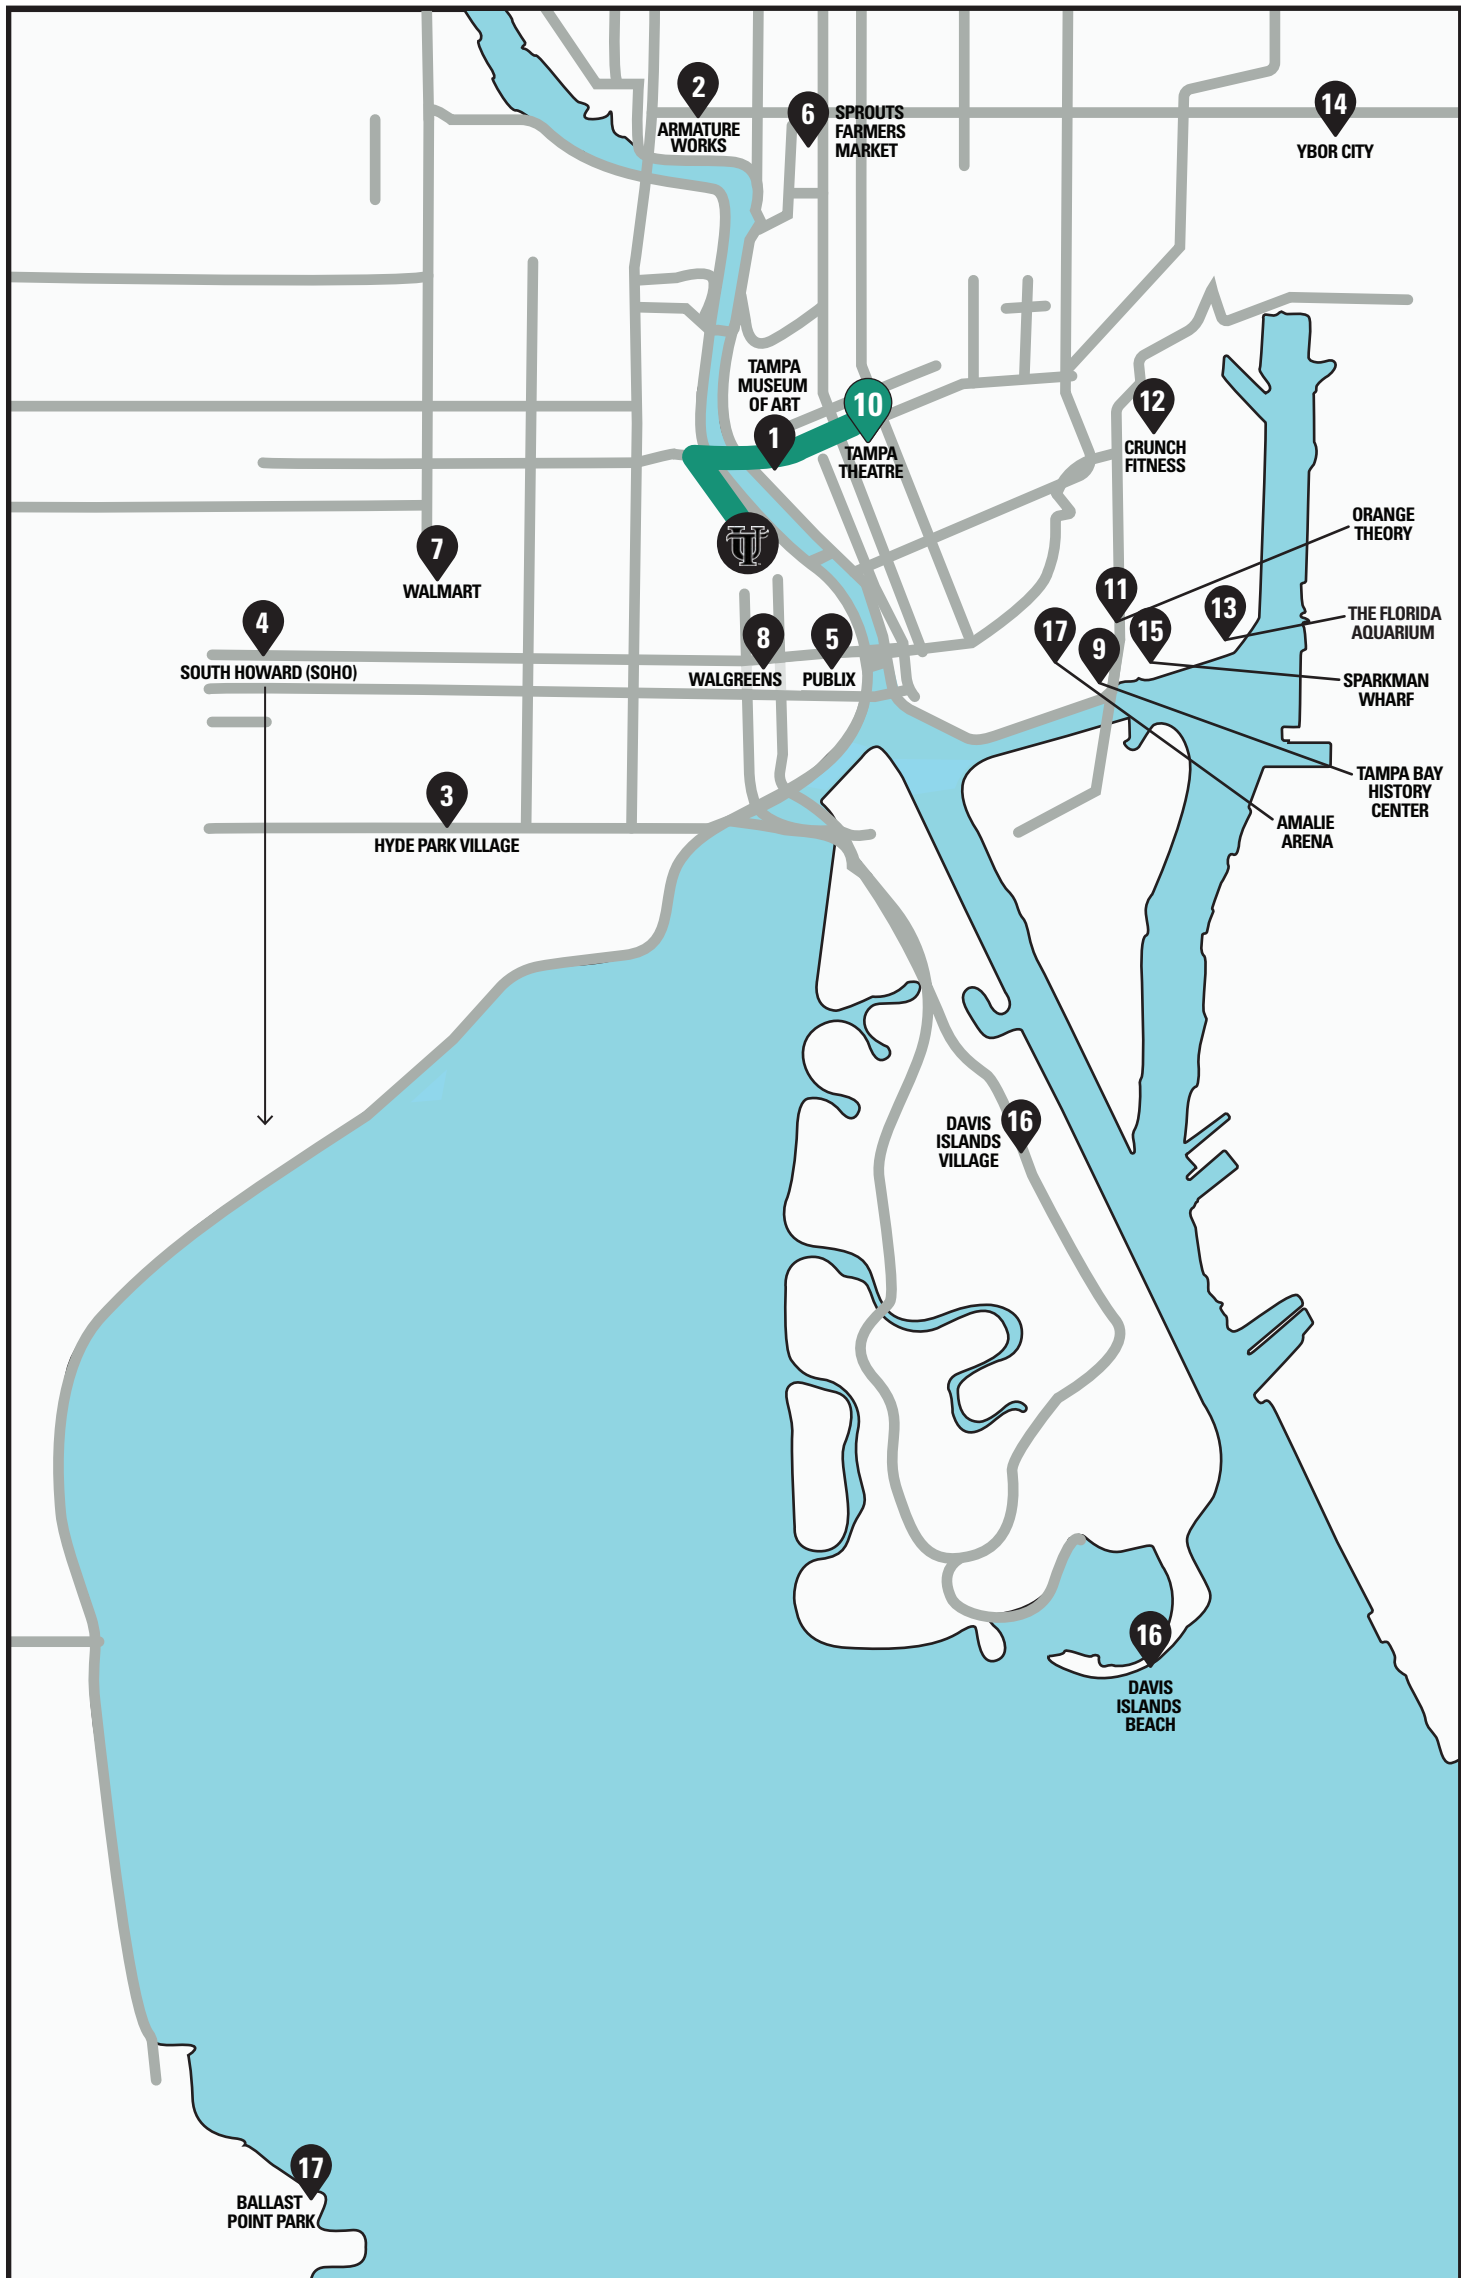 2
ARMATURE
WORKS
6
SPROUTS
FARMERS
MARKET
14
YBOR CITY
TAMPA
MUSEUM
OF ART
1
10
TAMPA
THEATRE
12
CRUNCH
FITNESS
UT
7
WALMART
ORANGE
THEORY
11
13
THE FLORIDA
AQUARIUM
4
SOUTH HOWARD (SOHO)
8
WALGREENS
5
PUBLIX
17
9
15
SPARKMAN
WHARF
TAMPA BAY
HISTORY
CENTER
AMALIE
ARENA
3
HYDE PARK VILLAGE
DAVIS
ISLANDS
VILLAGE
16
16
DAVIS
ISLANDS
BEACH
17
BALLAST
POINT PARK